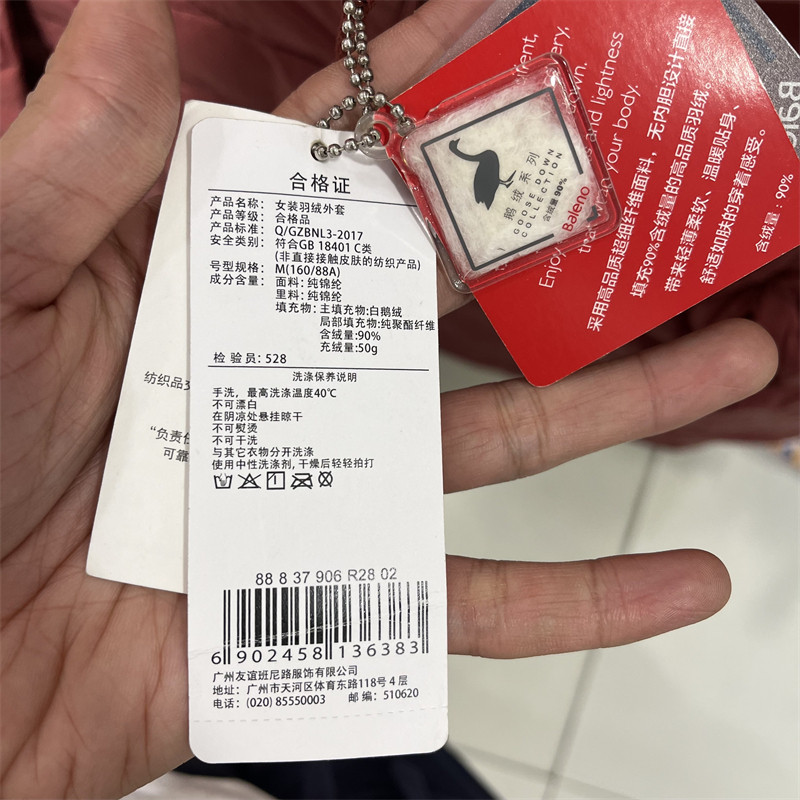 合格证
产品名称：女装羽绒外套
产品等级：合格品
产品标准：Q/GZBNL3-2017
安全类别：符合GB 18401 C类
(非直接接触皮肤的纺织产品)
号型规格：M(160/88A)
成分含量：面料：纯锦纶
里料：纯锦纶
填充物：主填充物:白鹅绒
局部填充物:纯聚酯纤维
含绒量：90%
充绒量:50g
检验员：528
洗涤保养说明
手洗，最高洗涤温度40℃
不可漂白
在阴凉处悬挂晾干
不可熨烫
不可干洗
与其它衣物分开洗涤
使用中性洗涤剂,干燥后轻轻拍打
88 8 37 906 R28 02
6 902458 136383
广州友谊班尼路服饰有限公司
地址：广州市天河区体育东路118号4层
电话：(020) 85550003 邮编：510620
纺织品
"负责任
可靠
鹅绒系列
GOOSE DOWN
COLLECTION
含绒量90%
Baleno
and lightness
n your body.
Enjoy
采用高品质超细纤维面料，无内胆设计直接
填充90%含绒量的高品质羽绒。
带来轻薄柔软、温暖贴身、
舒适如肤的穿着感受。
含绒量：90%